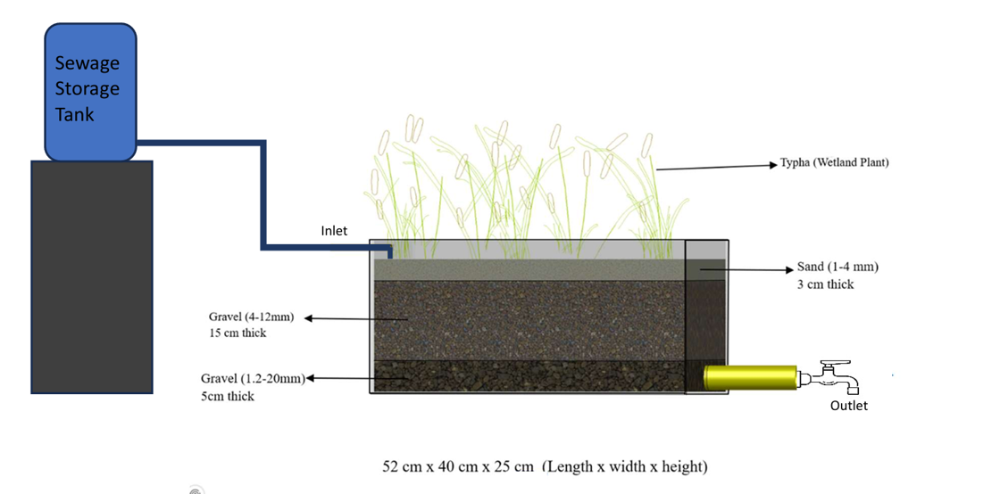 Sewage
Storage
Tank
Typha (Wetland Plant)
Inlet
Sand (1-4 mm)
3 cm thick
Gravel (4-12mm)
15 cm thick
Gravel (1.2-20mm)
5cm thick
Outlet
52 cm x 40 cm x 25 cm (Length x width x height)